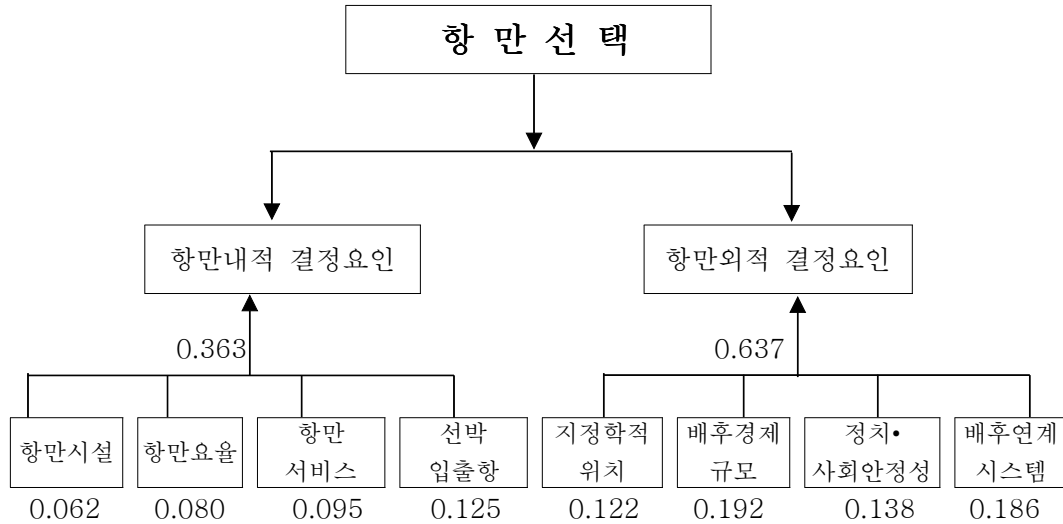 항 만 선 택
항만내적 결정요인
항만외적 결정요인
0.363
0.637
항만시설
항만요율
항만
서비스
선박
입출항
지정학적
위치
배후경제
규모
정치•
사회안정성
배후연계
시스템
0.062
0.080
0.095
0.125
0.122
0.192
0.138
0.186